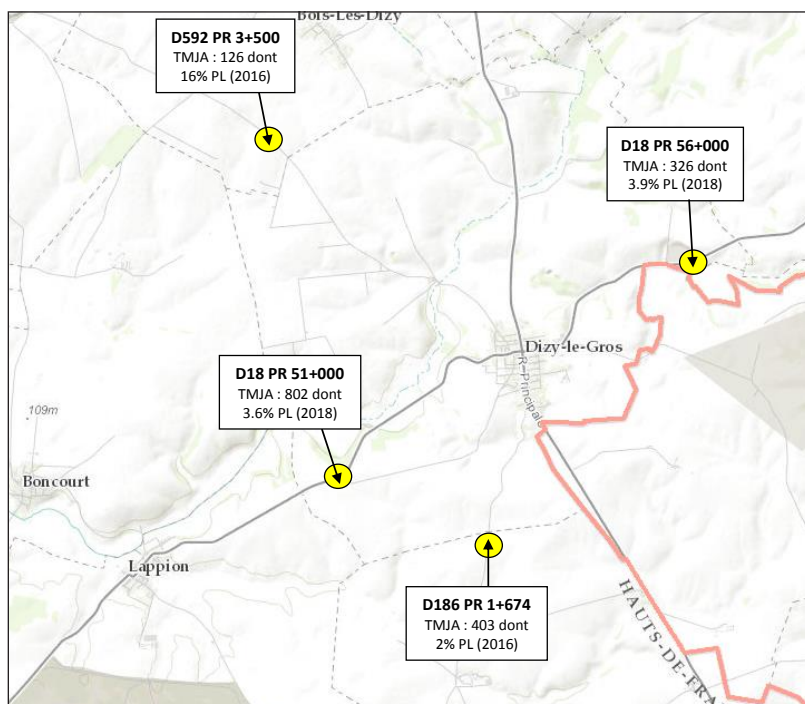 Bois-Les-Dizy
D592 PR 3+500
TMJA : 126 dont
16% PL (2016)
D18 PR 56+000
TMJA : 326 dont
3.9% PL (2018)
Dizy-le-Gros
R-Principale
D18 PR 51+000
TMJA : 802 dont
3.6% PL (2018)
109m
Boncourt
Lappion
D186 PR 1+674
TMJA : 403 dont
2% PL (2016)
HAUTS-DE-FRA